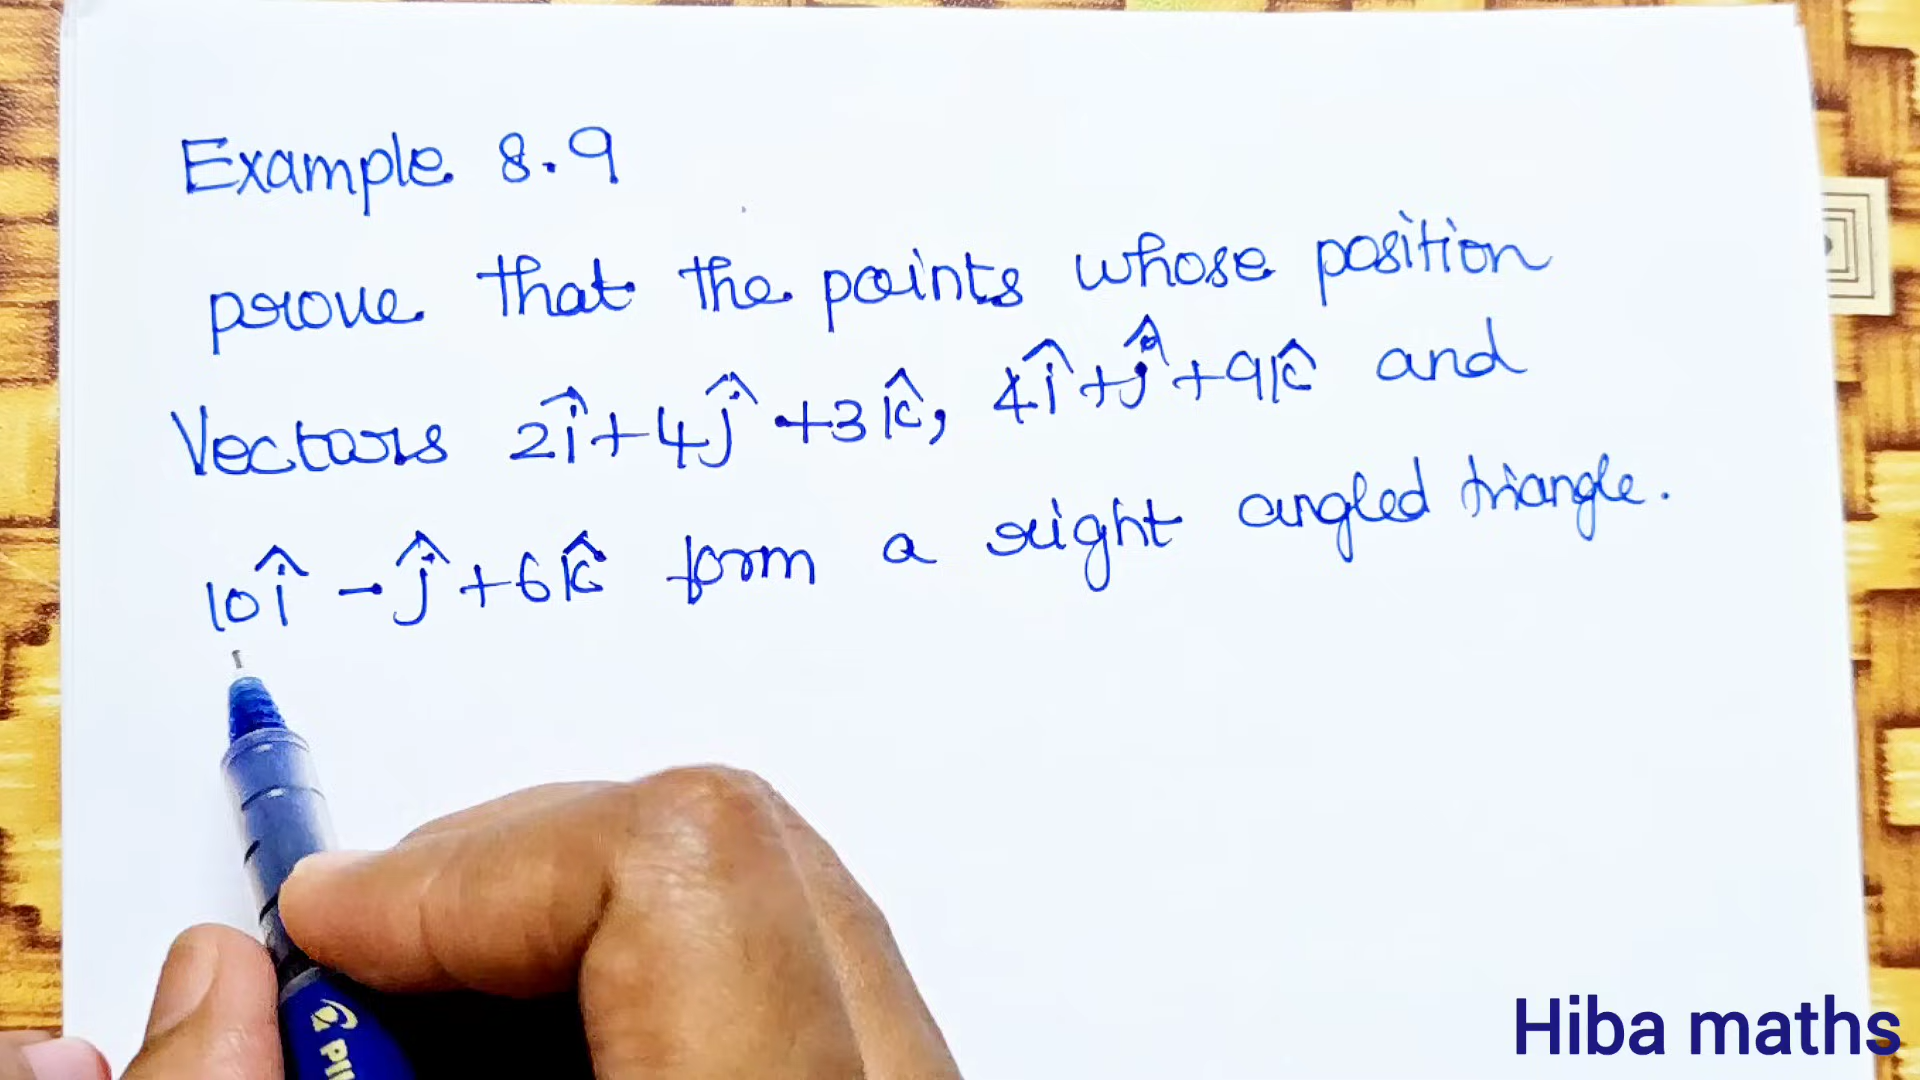 Example 8.9
prove that the points whose position
Vectors 2î+4ĵ+3k̂, 4î+ĵ+9k̂ and
10î-ĵ+6k̂ form a right angled triangle.
Hiba maths